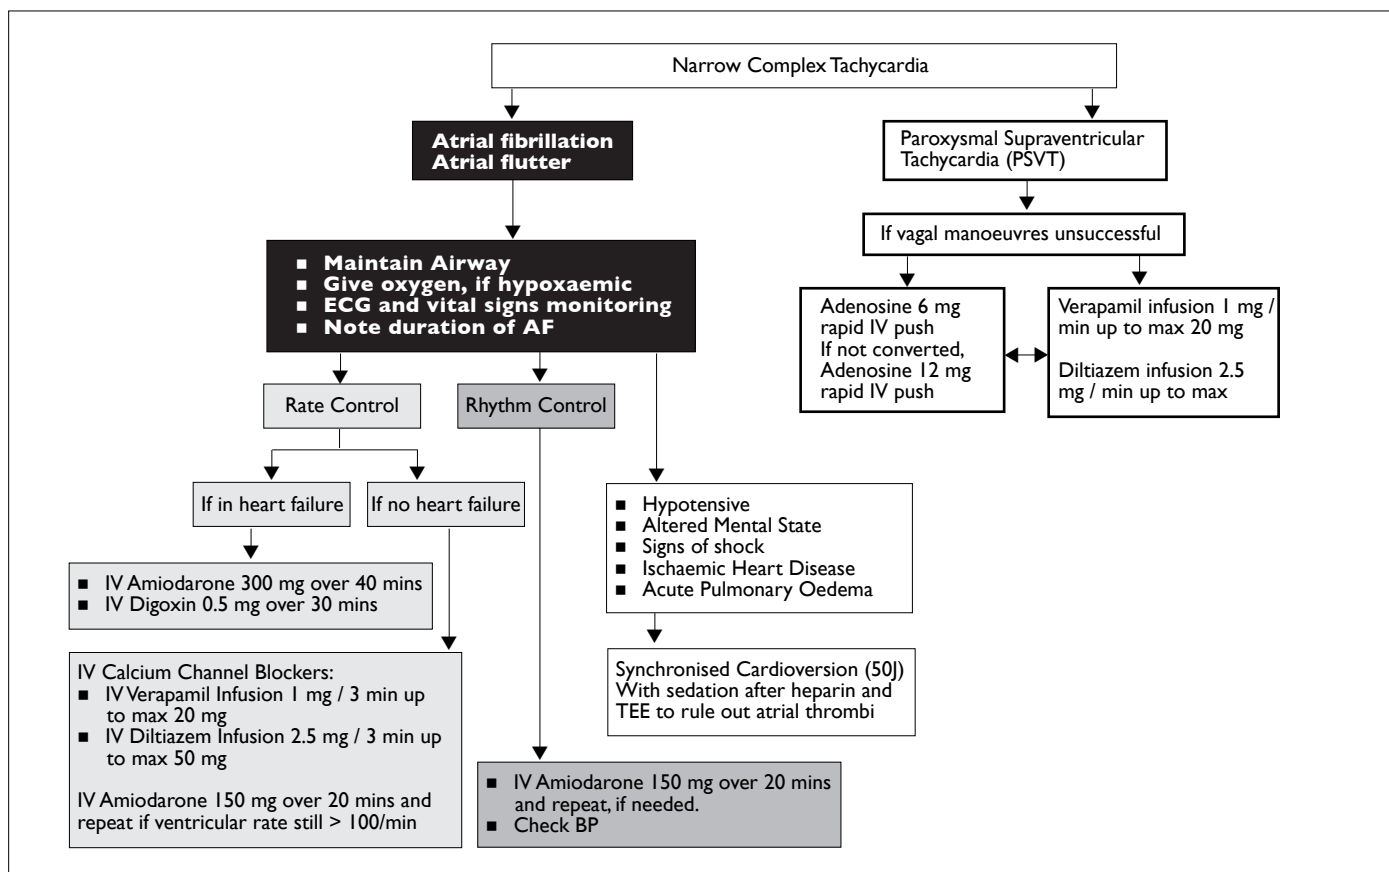 Narrow Complex Tachycardia
Atrial fibrillation
Atrial flutter
Paroxysmal Supraventricular
Tachycardia (PSVT)
■ Maintain Airway
■ Give oxygen, if hypoxaemic
■ ECG and vital signs monitoring
■ Note duration of AF
If vagal manoeuvres unsuccessful
Adenosine 6 mg
rapid IV push
If not converted,
Adenosine 12 mg
rapid IV push
Verapamil infusion 1 mg /
min up to max 20 mg
Diltiazem infusion 2.5
mg / min up to max
Rate Control
Rhythm Control
If in heart failure
If no heart failure
■ Hypotensive
■ Altered Mental State
■ Signs of shock
■ Ischaemic Heart Disease
■ Acute Pulmonary Oedema
■ IV Amiodarone 300 mg over 40 mins
■ IV Digoxin 0.5 mg over 30 mins
IV Calcium Channel Blockers:
■ IV Verapamil Infusion 1 mg / 3 min up
to max 20 mg
■ IV Diltiazem Infusion 2.5 mg / 3 min up
to max 50 mg
IV Amiodarone 150 mg over 20 mins and
repeat if ventricular rate still > 100/min
Synchronised Cardioversion (50J)
With sedation after heparin and
TEE to rule out atrial thrombi
■ IV Amiodarone 150 mg over 20 mins
and repeat, if needed.
■ Check BP